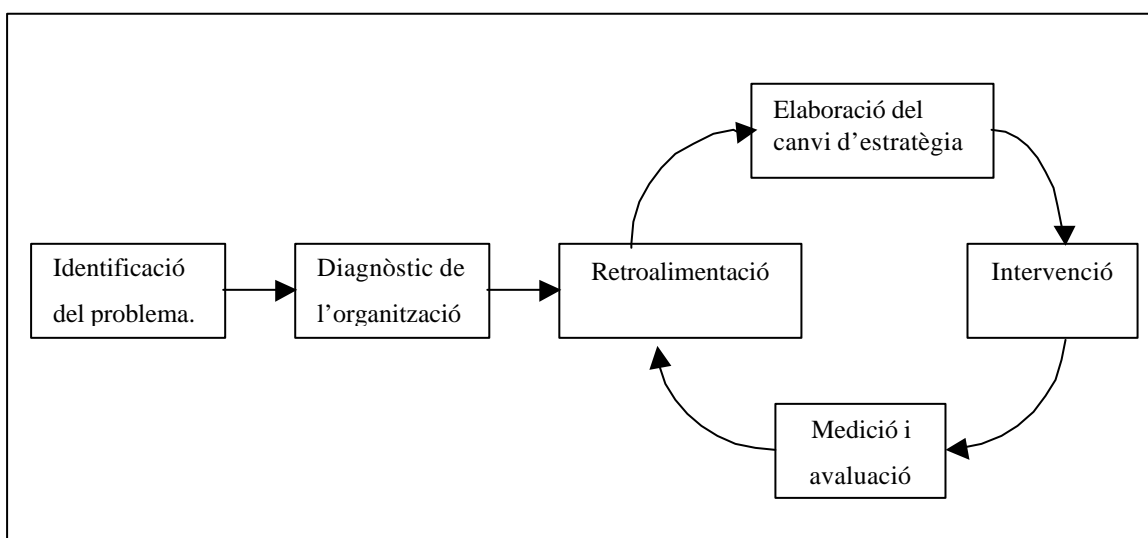 Identificació
del problema.
Diagnòstic de
l’organització
Retroalimentació
Elaboració del
canvi d’estratègia
Intervenció
Medició i
avaluació